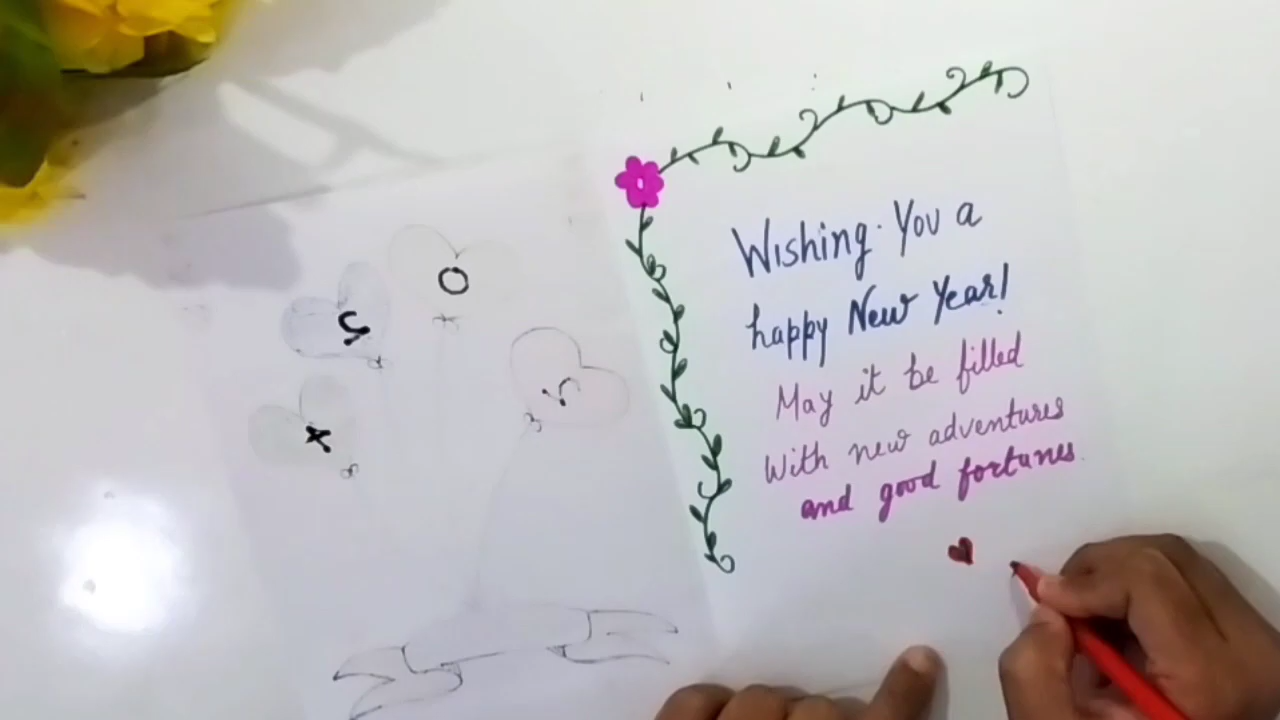 Wishing You a
happy New Year!
May it be filled
With new adventures
and good fortunes.